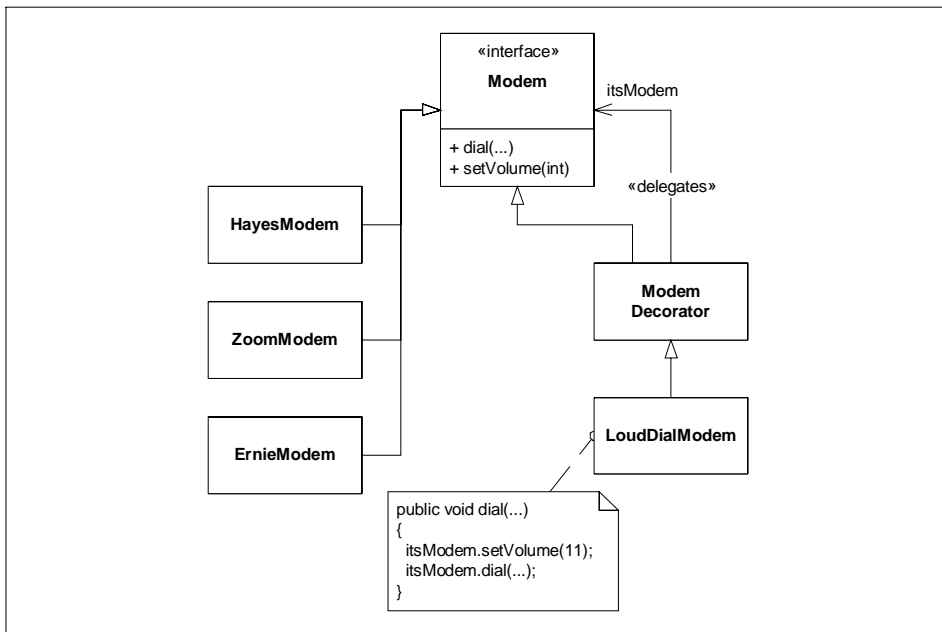 «interface»
Modem
itsModem
+ dial(...)
+ setVolume(int)
«delegates»
HayesModem
Modem
Decorator
ZoomModem
LoudDialModem
ErnieModem
public void dial(...)
{
itsModem.setVolume(11);
itsModem.dial(...);
}